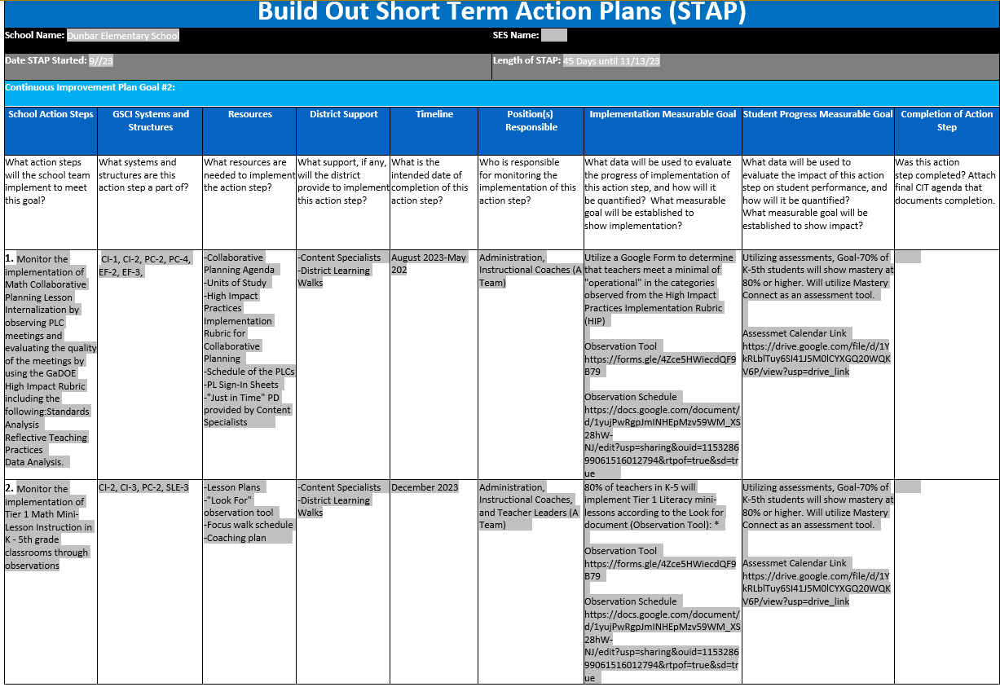 Build Out Short Term Action Plans (STAP)
School Name: Dunbar Elementary School
SES Name:
Date STAP Started: 9//23
Length of STAP: 45 Days until 11/13/23
Continuous Improvement Plan Goal #2:
School Action Steps
GSCI Systems and
Structures
Resources
District Support
Timeline
Position(s)
Responsible
Implementation Measurable Goal
Student Progress Measurable Goal
Completion of Action
Step
What action steps
will the school team
implement to meet
this goal?
What systems and
structures are this
action step a part of?
What resources are
needed to implement
the action step?
What support, if any,
will the district
provide to implement
this action step?
What is the
intended date of
completion of this
action step?
Who is responsible
for monitoring the
implementation of this
action step?
What data will be used to evaluate
the progress of implementation of
this action step, and how will it
be quantified?  What measurable
goal will be established to
show implementation?
What data will be used to
evaluate the impact of this action
step on student performance, and
how will it be quantified?
What measurable goal will be
established to show impact?
Was this action
step completed? Attach
final CIT agenda that
documents completion.
1. Monitor the
implementation of
Math Collaborative
Planning Lesson
Internalization by
observing PLC
meetings and
evaluating the quality
of the meetings by
using the GaDOE
High Impact Rubric
including the
following:Standards
Analysis
Reflective Teaching
Practices
Data Analysis.
CI-1, CI-2, PC-2, PC-4,
EF-2, EF-3,
-Collaborative
Planning Agenda
-Units of Study
-High Impact
Practices
Implementation
Rubric for
Collaborative
Planning
-Schedule of the PLCs
-PL Sign-In Sheets
-"Just in Time" PD
provided by Content
Specialists
-Content Specialists
-District Learning
Walks
August 2023-May
202
Administration,
Instructional Coaches (A
Team)
Utilize a Google Form to determine
that teachers meet a minimal of
"operational" in the categories
observed from the High Impact
Practices Implementation Rubric
(HIP)
Observation Tool
https://forms.gle/4Zce5HWiecdQF9
B79
Observation Schedule
https://docs.google.com/document/
d/1yujPwRgpJmINHEpMzv59WM_XS
28hW-
NJ/edit?usp=sharing&ouid=1153286
99061516012794&rtpof=true&sd=tr
ue
Utilizing assessments, Goal-70% of
K-5th students will show mastery at
80% or higher. Will utilize Mastery
Connect as an assessment tool.
Assessmet Calendar Link
https://drive.google.com/file/d/1Y
kRLblTuy6SI41J5M0lCYXGQ20WQK
V6P/view?usp=drive_link
2. Monitor the
implementation of
Tier 1 Math Mini-
Lesson Instruction in
K - 5th grade
classrooms through
observations
CI-2, CI-3, PC-2, SLE-3
-Lesson Plans
-"Look For"
observation tool
-Focus walk schedule
-Coaching plan
-Content Specialists
-District Learning
Walks
December 2023
Administration,
Instructional Coaches,
and Teacher Leaders (A
Team)
80% of teachers in K-5 will
implement Tier 1 Literacy mini-
lessons according to the Look for
document (Observation Tool): *
Observation Tool
https://forms.gle/4Zce5HWiecdQF9
B79
Observation Schedule
https://docs.google.com/document/
d/1yujPwRgpJmINHEpMzv59WM_XS
28hW-
NJ/edit?usp=sharing&ouid=1153286
99061516012794&rtpof=true&sd=tr
ue
Utilizing assessments, Goal-70% of
K-5th students will show mastery at
80% or higher. Will utilize Mastery
Connect as an assessment tool.
Assessmet Calendar Link
https://drive.google.com/file/d/1Y
kRLblTuy6SI41J5M0lCYXGQ20WQK
V6P/view?usp=drive_link